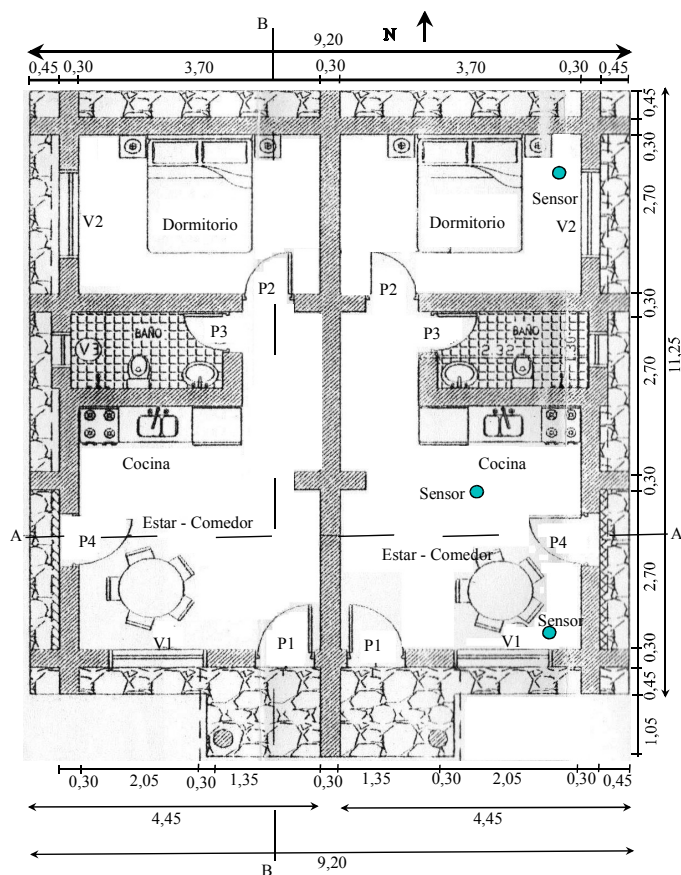 B
N
9,20
0,45 0,30 3,70 0,30 3,70 0,30 0,45
0,45
0,30
Sensor
2,70
V2 Dormitorio Dormitorio V2
P2 P2
0,30
P3 P3
BAÑO BAÑO
V3 2.32 1.30
2,70
11,25
Cocina Cocina
Sensor
0,30
Estar - Comedor
A P4 P4 A
Estar - Comedor
2,70
Sensor
V1 P1 P1 V1
0,30
0,45
1,05
0,30 2,05 0,30 1,35 0,30 1,35 0,30 2,05 0,30 0,45
4,45 4,45
B 9,20